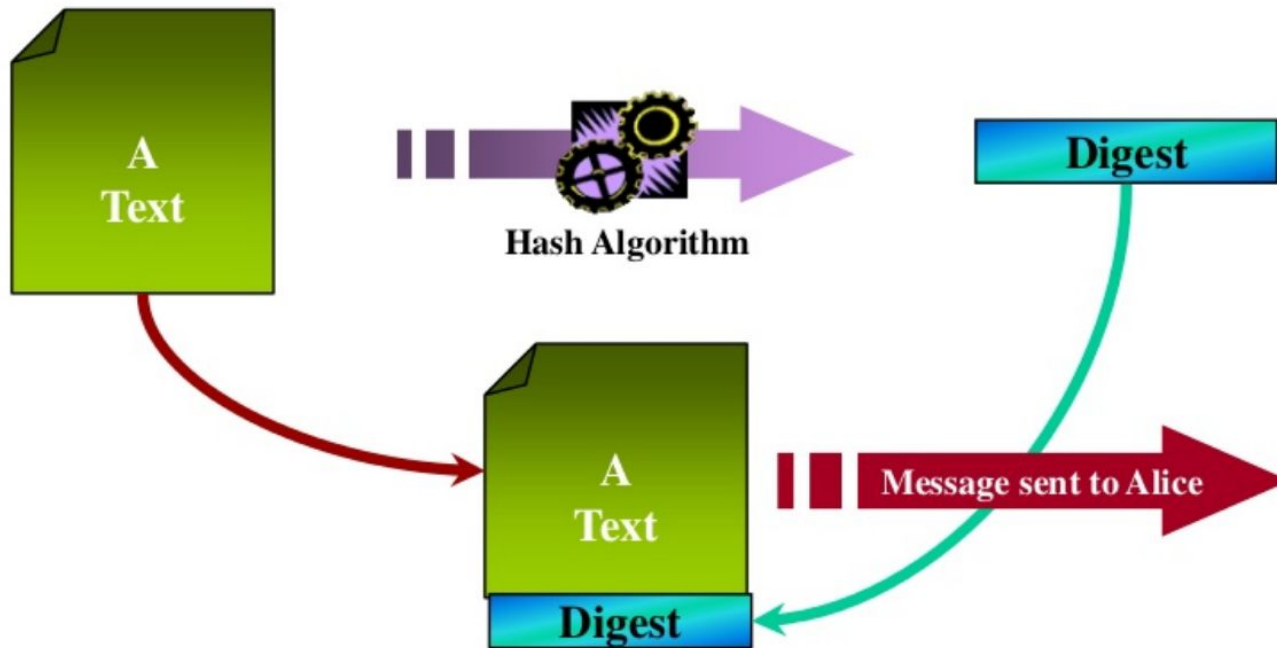 A
Text
Hash Algorithm
Digest
A
Text
Message sent to Alice
Digest